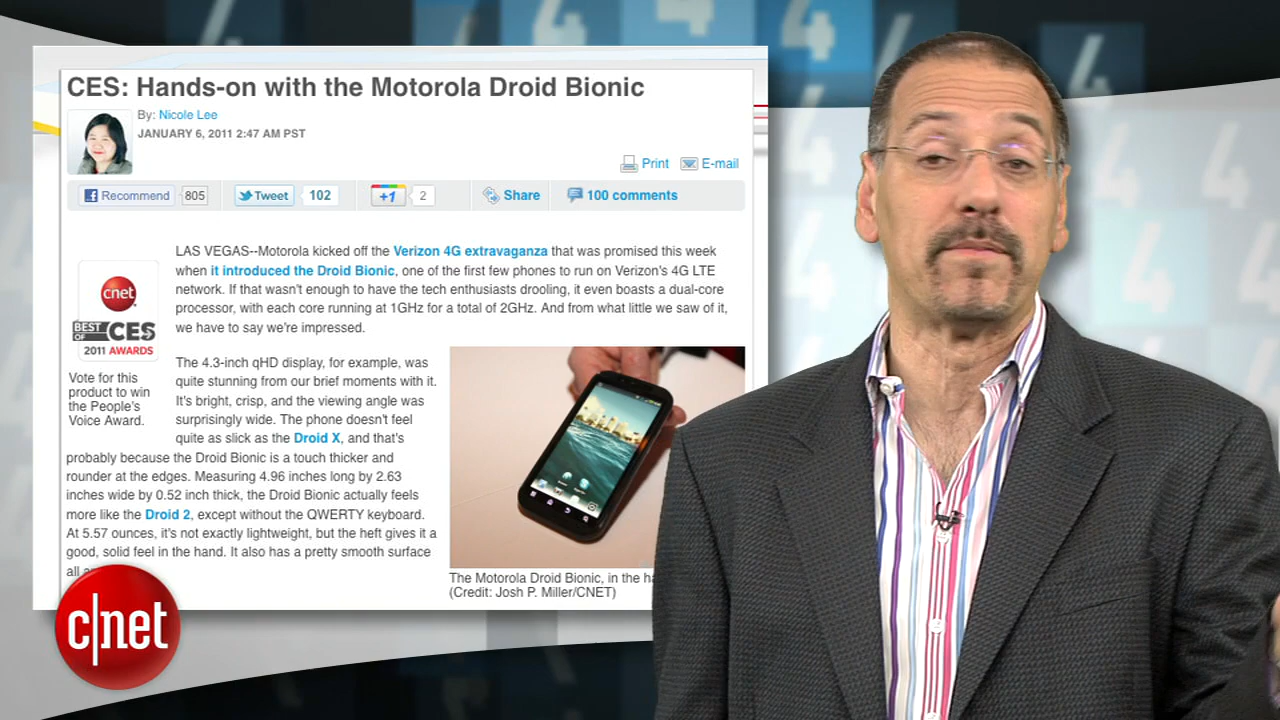 CES: Hands-on with the Motorola Droid Bionic
By: Nicole Lee
JANUARY 6, 2011 2:47 AM PST
Print E-mail
Recommend 805 Tweet 102 +1 2 Share 100 comments
LAS VEGAS--Motorola kicked off the Verizon 4G extravaganza that was promised this week
when it introduced the Droid Bionic, one of the first few phones to run on Verizon's 4G LTE
network. If that wasn't enough to have the tech enthusiasts drooling, it even boasts a dual-core
processor, with each core running at 1GHz for a total of 2GHz. And from what little we saw of it,
we have to say we're impressed.
cnet
BEST OF CES
2011 AWARDS
Vote for this
product to win
the People's
Voice Award.
The 4.3-inch qHD display, for example, was
quite stunning from our brief moments with it.
It's bright, crisp, and the viewing angle was
surprisingly wide. The phone doesn't feel
quite as slick as the Droid X, and that's
probably because the Droid Bionic is a touch thicker and
rounder at the edges. Measuring 4.96 inches long by 2.63
inches wide by 0.52 inch thick, the Droid Bionic actually feels
more like the Droid 2, except without the QWERTY keyboard.
At 5.57 ounces, it's not exactly lightweight, but the heft gives it a
good, solid feel in the hand. It also has a pretty smooth surface
all
The Motorola Droid Bionic, in the
(Credit: Josh P. Miller/CNET)
c|net
4 4 4 4